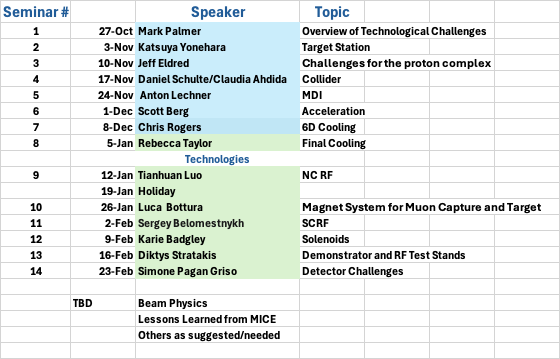 Seminar # Speaker Topic
1 27-Oct Mark Palmer Overview of Technological Challenges
2 3-Nov Katsuya Yonehara Target Station
3 10-Nov Jeff Eldred Challenges for the proton complex
4 17-Nov Daniel Schulte/Claudia Ahdida Collider
5 24-Nov Anton Lechner MDI
6 1-Dec Scott Berg Acceleration
7 8-Dec Chris Rogers 6D Cooling
8 5-Jan Rebecca Taylor Final Cooling
Technologies
9 12-Jan Tianhuan Luo NC RF
19-Jan Holiday
10 26-Jan Luca Bottura Magnet System for Muon Capture and Target
11 2-Feb Sergey Belomestnykh SCRF
12 9-Feb Karie Badgley Solenoids
13 16-Feb Diktys Stratakis Demonstrator and RF Test Stands
14 23-Feb Simone Pagan Griso Detector Challenges
TBD Beam Physics
Lessons Learned from MICE
Others as suggested/needed